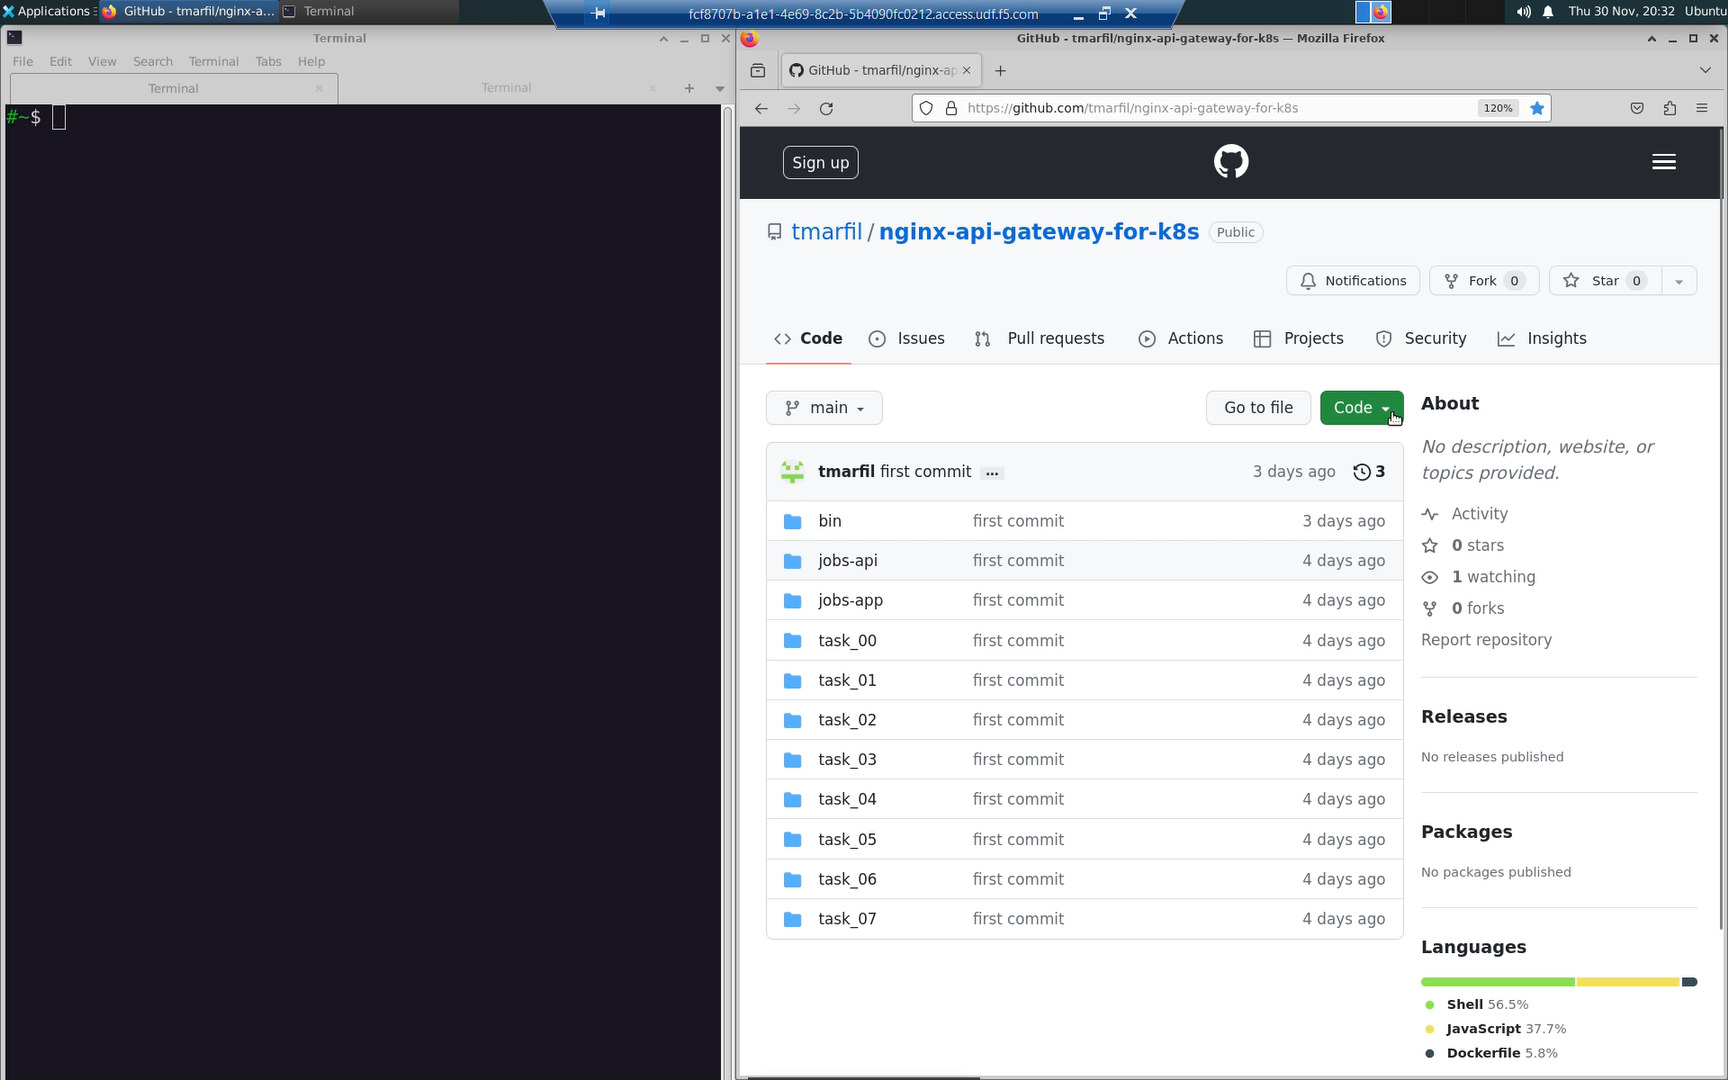 Applications
GitHub - tmarfil/nginx-a...
Terminal
fcf8707b-a1e1-4e69-8c2b-5b4090fc0212.access.udf.f5.com
Thu 30 Nov, 20:32
Ubuntu
Terminal
File Edit View Search Terminal Tabs Help
Terminal
Terminal
#~$
GitHub - tmarfil/nginx-api-gateway-for-k8s — Mozilla Firefox
GitHub - tmarfil/nginx-ap
https://github.com/tmarfil/nginx-api-gateway-for-k8s
120%
Sign up
tmarfil / nginx-api-gateway-for-k8s Public
Notifications Fork 0 Star 0
Code Issues Pull requests Actions Projects Security Insights
main Go to file Code
tmarfil first commit ... 3 days ago 3
bin first commit 3 days ago
jobs-api first commit 4 days ago
jobs-app first commit 4 days ago
task_00 first commit 4 days ago
task_01 first commit 4 days ago
task_02 first commit 4 days ago
task_03 first commit 4 days ago
task_04 first commit 4 days ago
task_05 first commit 4 days ago
task_06 first commit 4 days ago
task_07 first commit 4 days ago
About
No description, website, or
topics provided.
Activity
0 stars
1 watching
0 forks
Report repository
Releases
No releases published
Packages
No packages published
Languages
Shell 56.5%
JavaScript 37.7%
Dockerfile 5.8%